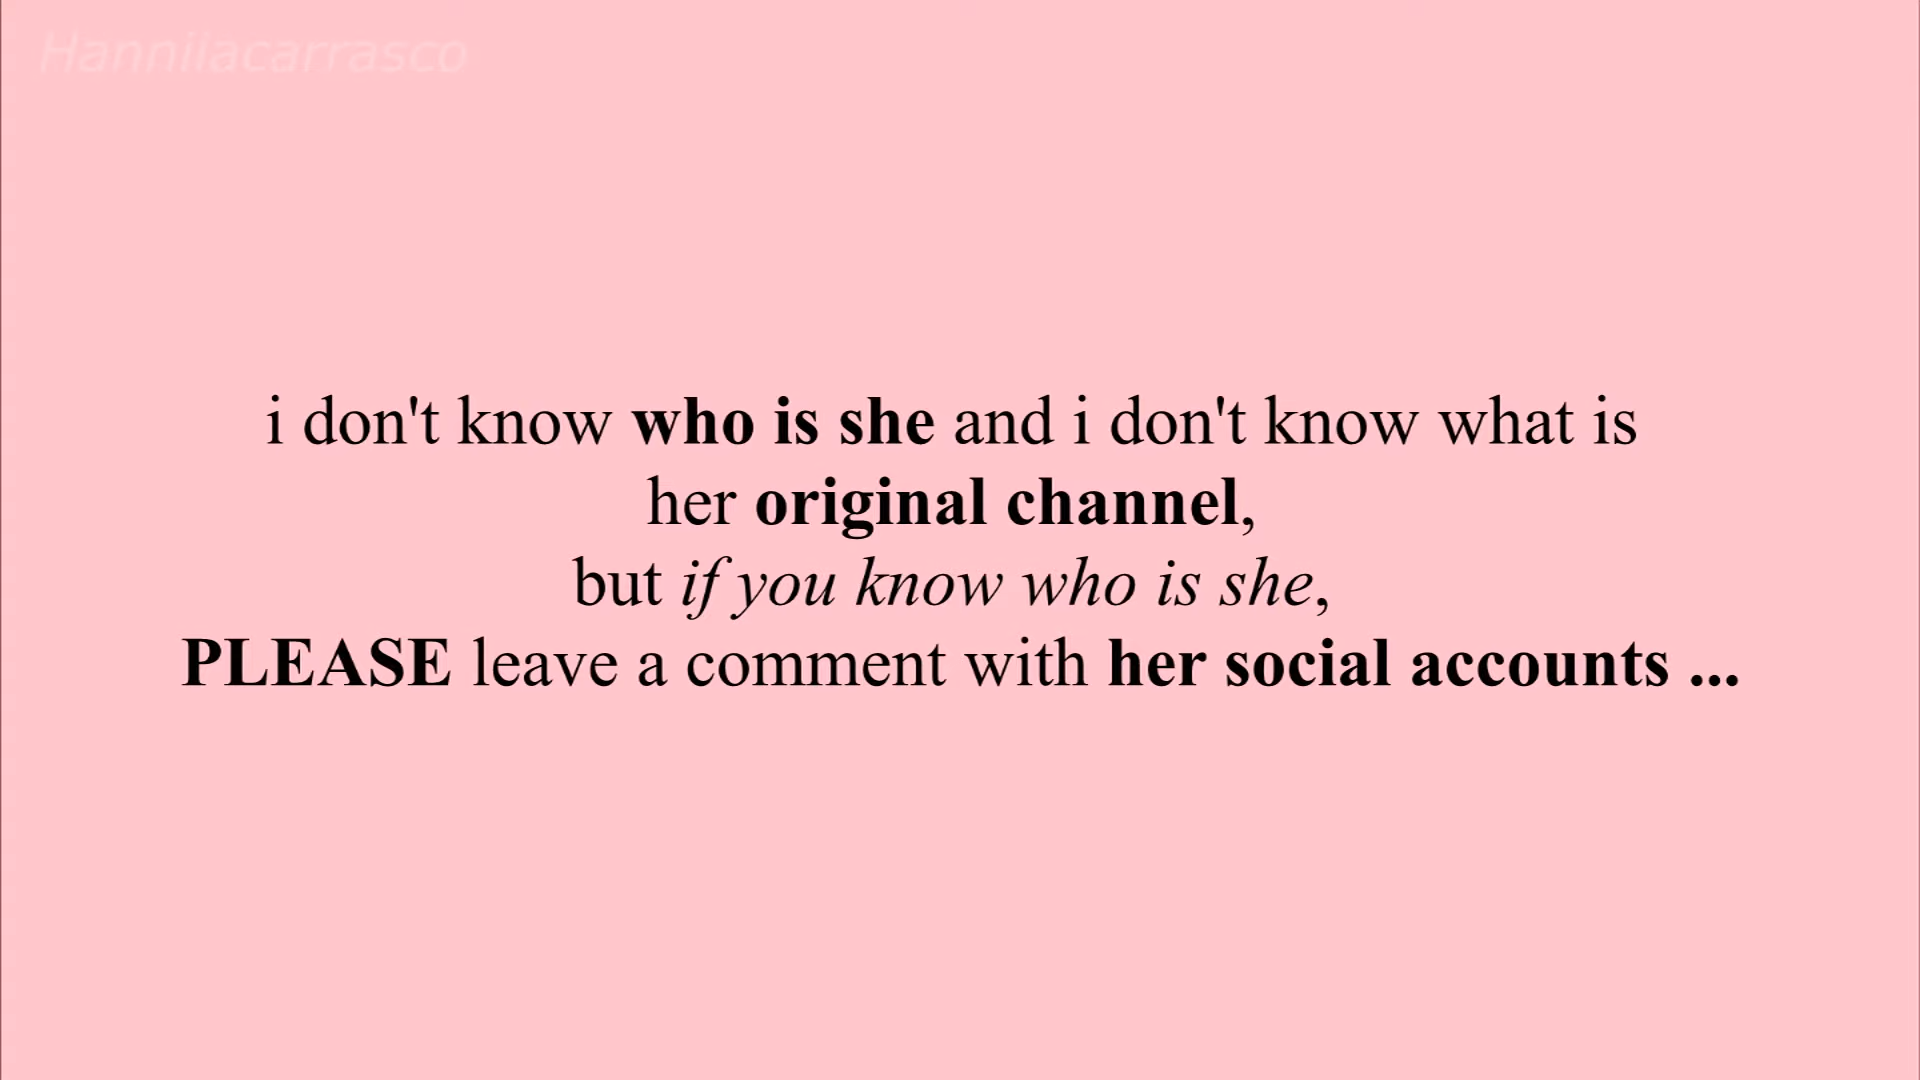 Hanniiacarrasco
i don't know who is she and i don't know what is
her original channel,
but if you know who is she,
PLEASE leave a comment with her social accounts ...